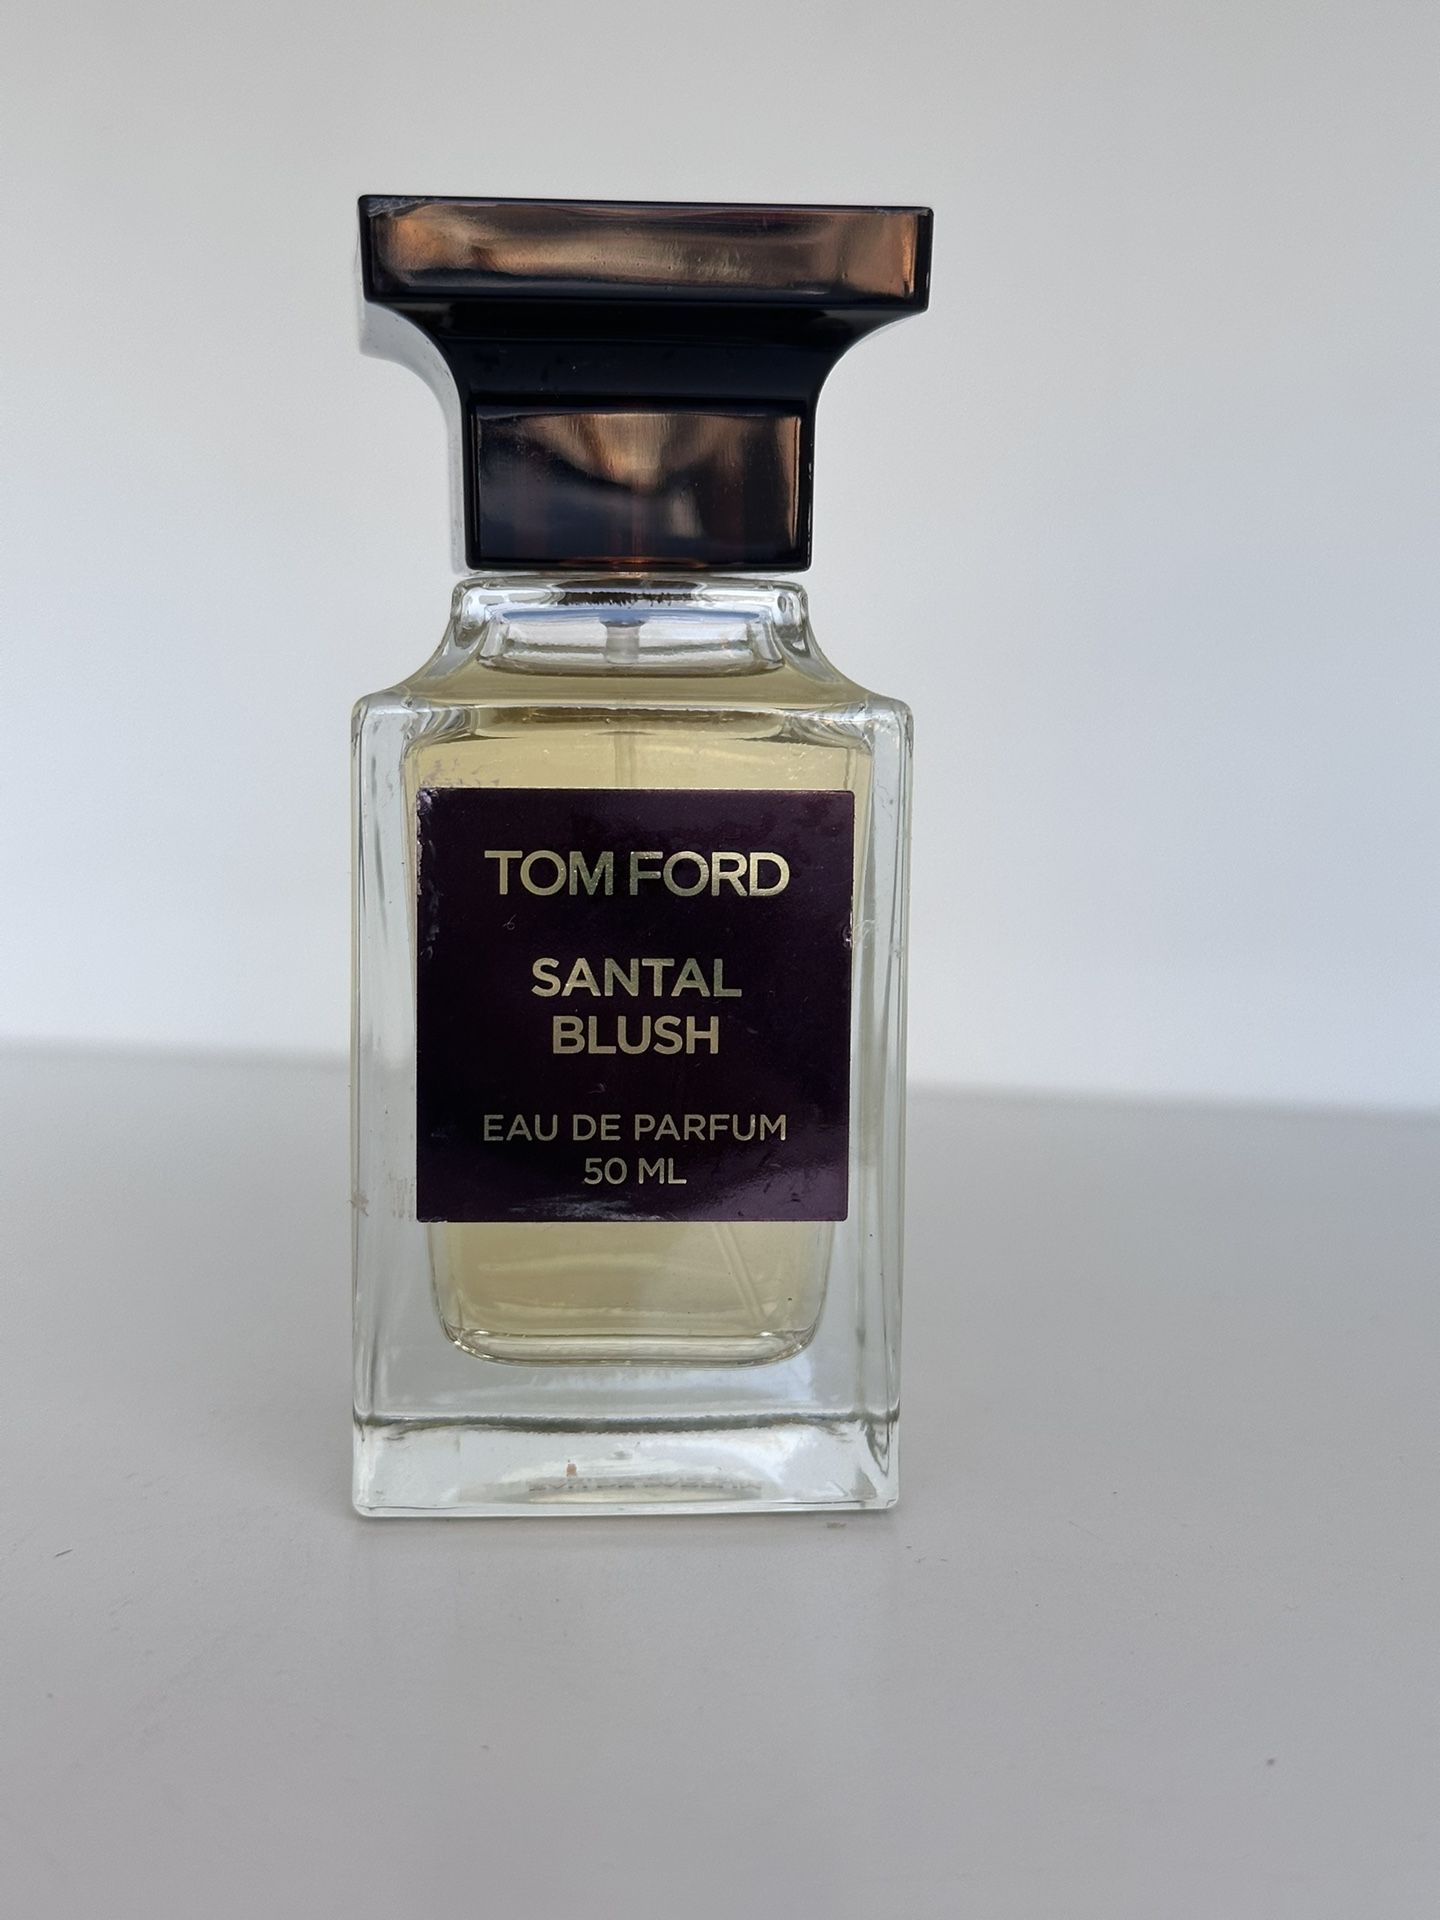 TOM FORD
SANTAL
BLUSH
EAU DE PARFUM
50 ML